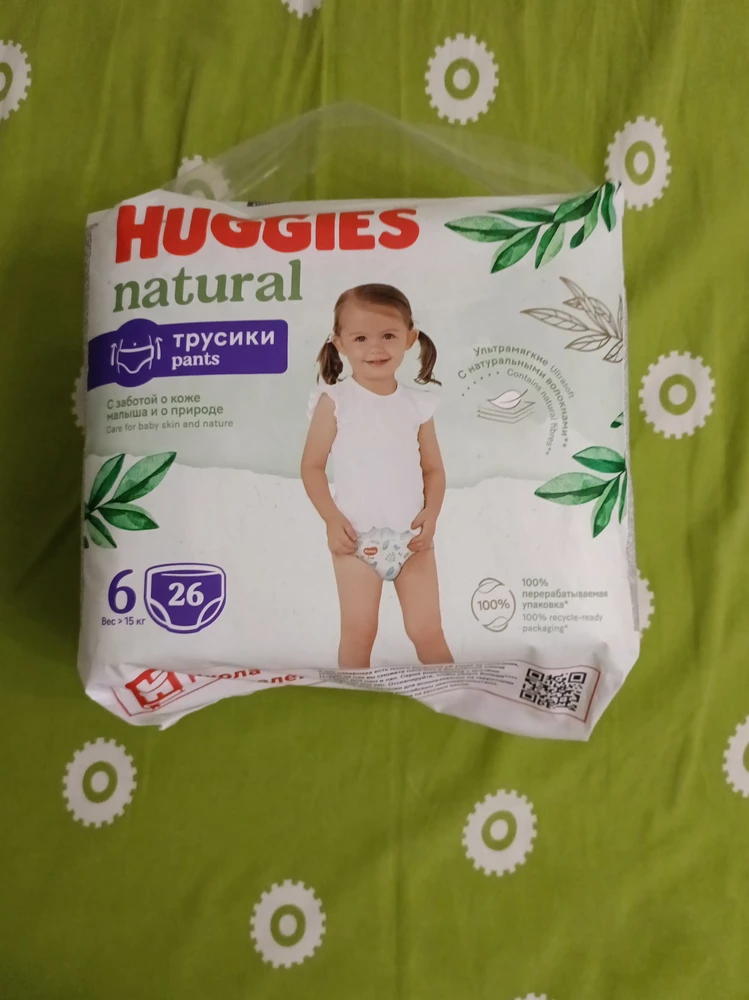 HUGGIES
natural
трусики
pants
С заботой о коже
малыша и о природе
Care for baby skin and nature
Ультрамягкие
С натуральными волокнами**
Ultrasoft
Contains natural fibres**
6
26
Вес > 15 кг
100%
100%
перерабатываемая
упаковка*
100% recycle-ready
packaging*